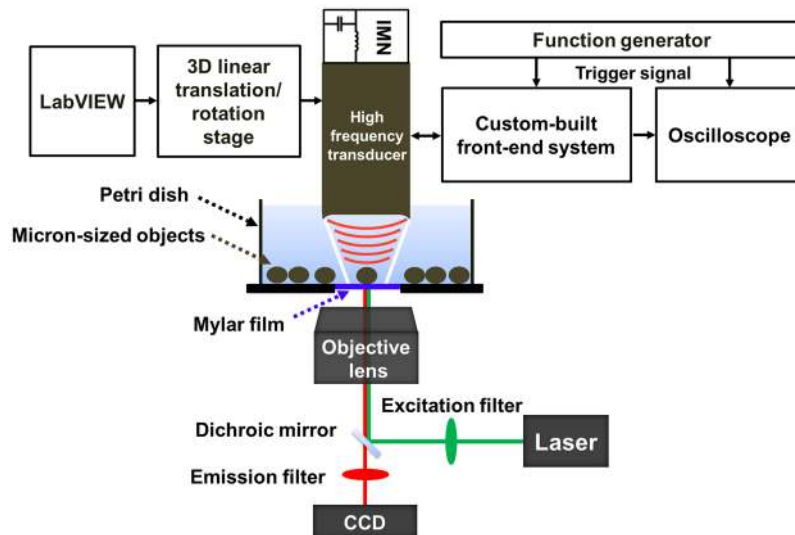 IMN
Function generator
LabVIEW
3D linear
translation/
rotation
stage
High
frequency
transducer
Trigger signal
Custom-built
front-end system
Oscilloscope
Petri dish
Micron-sized objects
Mylar film
Objective
lens
Excitation filter
Dichroic mirror
Laser
Emission filter
CCD